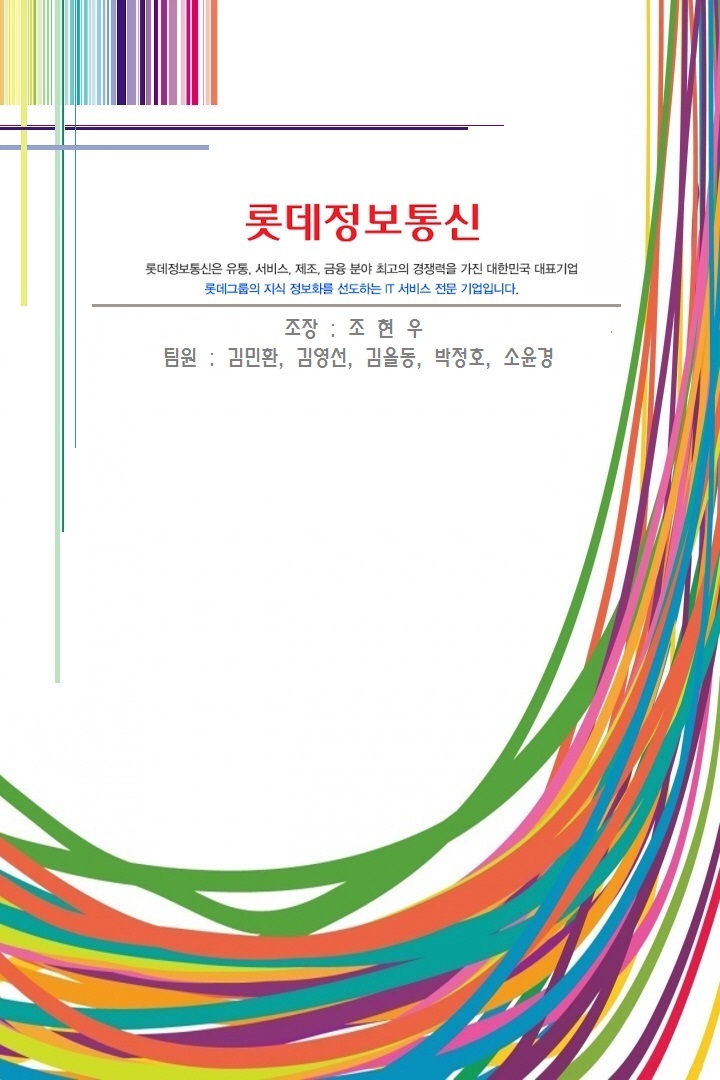 롯데정보통신
롯데정보통신은 유통, 서비스, 제조, 금융 분야 최고의 경쟁력을 가진 대한민국 대표기업
롯데그룹의 지식 정보화를 선도하는 IT 서비스 전문 기업입니다.
조장 : 조 현 우
팀원 : 김민환, 김영선, 김을동, 박정호, 소윤경